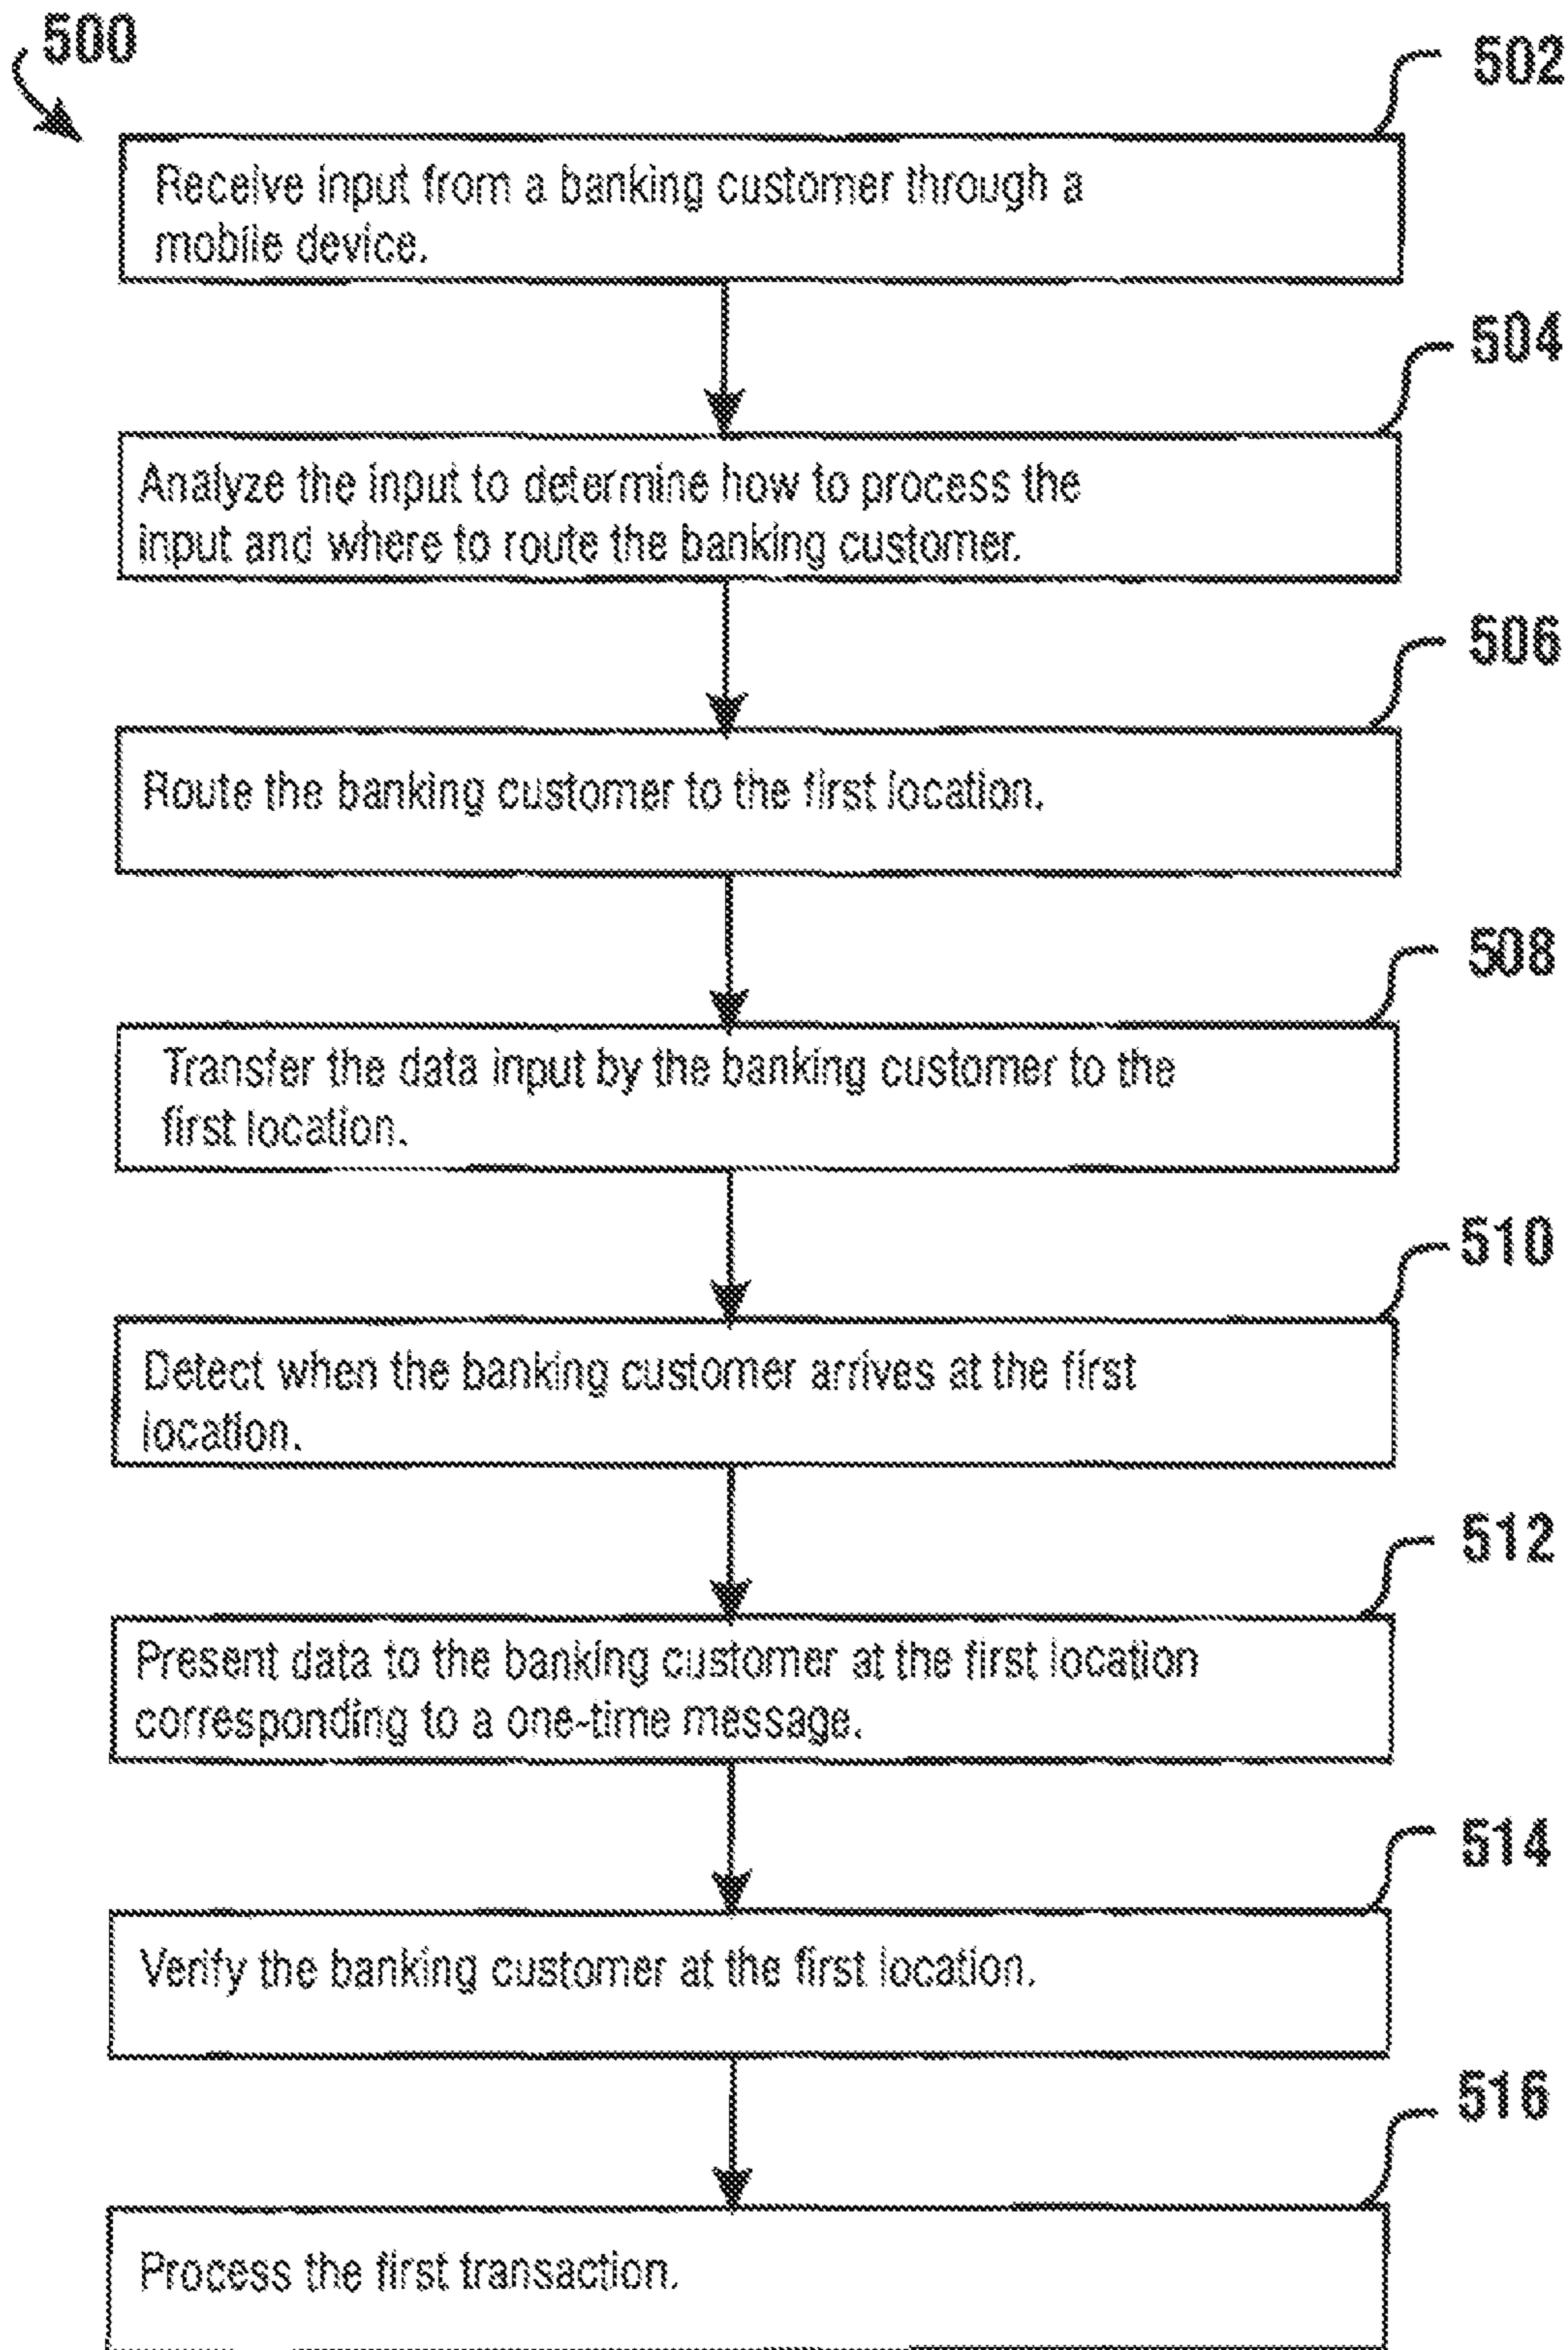 500
502
Receive input from a banking customer through a
mobile device.
504
Analyze the input to determine how to process the
input and where to route the banking customer.
506
Route the banking customer to the first location.
508
Transfer the data input by the banking customer to the
first location.
510
Detect when the banking customer arrives at the first
location.
512
Present data to the banking customer at the first location
corresponding to a one-time message.
514
Verify the banking customer at the first location.
516
Process the first transaction.